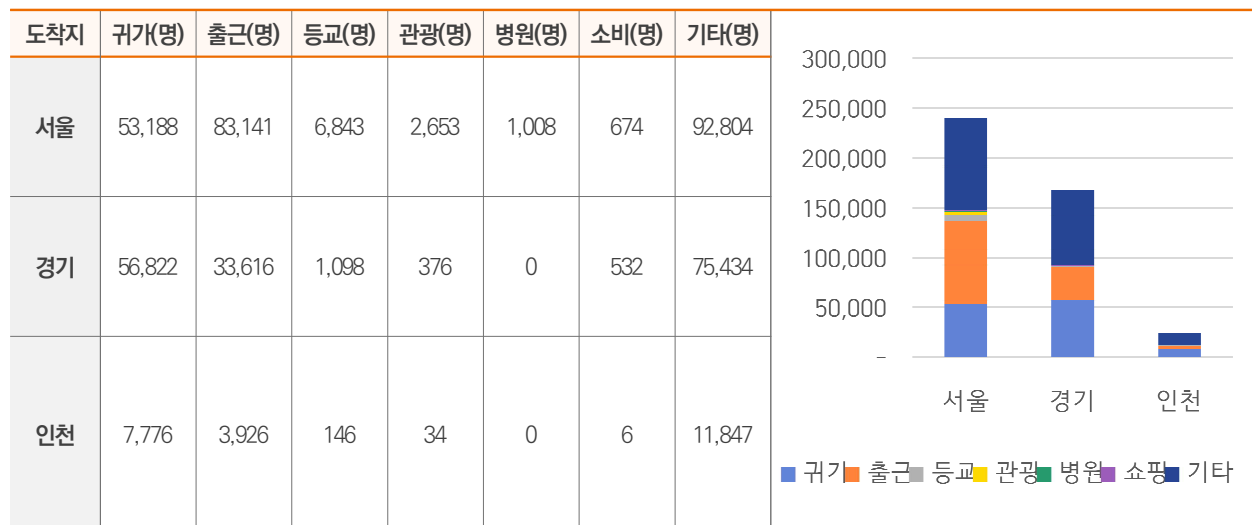 도착지 귀가(명) 출근(명) 등교(명) 관광(명) 병원(명) 소비(명) 기타(명)
서울 53,188 83,141 6,843 2,653 1,008 674 92,804
경기 56,822 33,616 1,098 376 0 532 75,434
인천 7,776 3,926 146 34 0 6 11,847
300,000
250,000
200,000
150,000
100,000
50,000
–
서울 경기 인천
귀가 출근 등교 관광 병원 쇼핑 기타